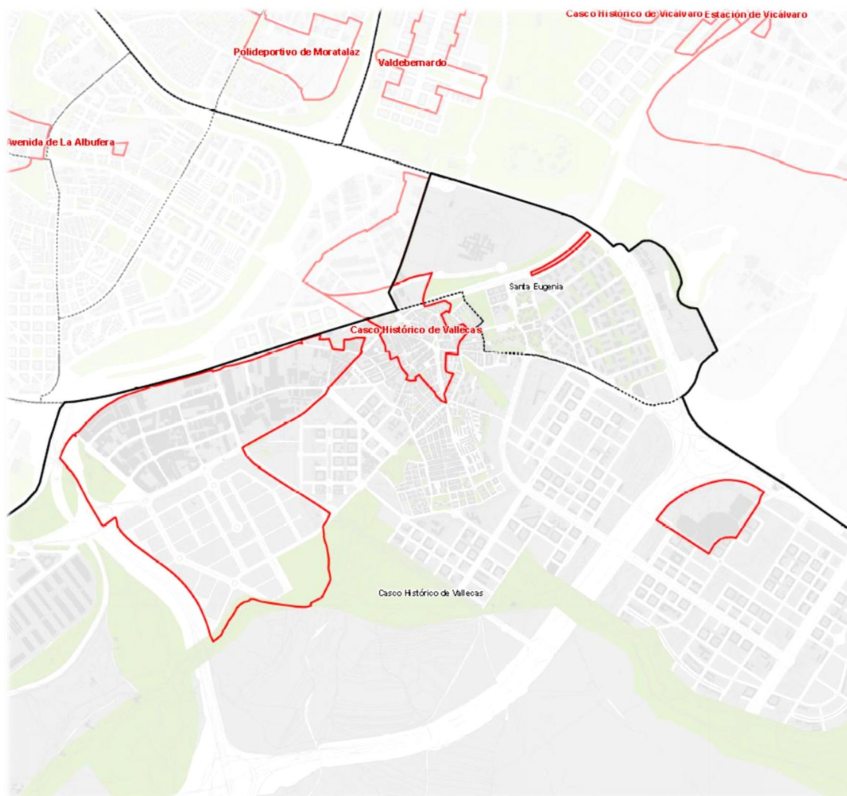 Casco Histórico de Vicálvaro Estación de Vicálvaro
Polideportivo de Moratalaz
Valdebernardo
Avenida de La Albufera
Santa Eugenia
Casco Histórico de Vallecas
Casco Histórico de Vallecas